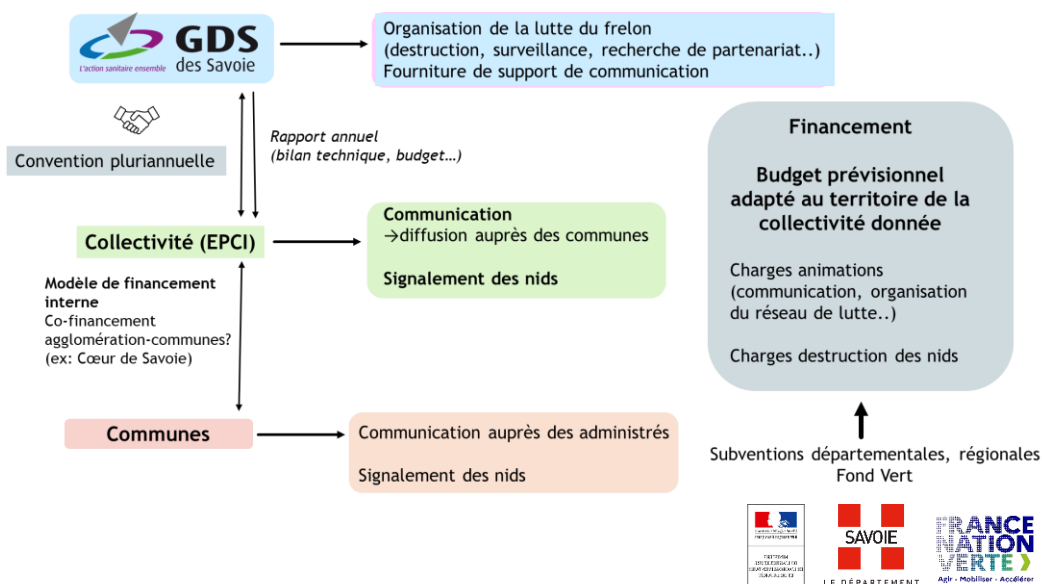 GDS
des Savoie
L'action sanitaire ensemble
Organisation de la lutte du frelon
(destruction, surveillance, recherche de partenariat..)
Fourniture de support de communication
Convention pluriannuelle
Rapport annuel
(bilan technique, budget…)
Collectivité (EPCI)
Communication
→diffusion auprès des communes
Signalement des nids
Modèle de financement
interne
Co-financement
agglomération-communes?
(ex: Cœur de Savoie)
Communes
Communication auprès des administrés
Signalement des nids
Financement
Budget prévisionnel
adapté au territoire de la
collectivité donnée
Charges animations
(communication, organisation
du réseau de lutte..)
Charges destruction des nids
Subventions départementales, régionales
Fond Vert
SAVOIE
LE DÉPARTEMENT
FRANCE
NATION
VERTE
Agir • Mobiliser • Accélérer